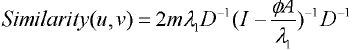 Similarity(u,v) = 2mλ₁D⁻¹(I − ϕA/λ₁)⁻¹D⁻¹